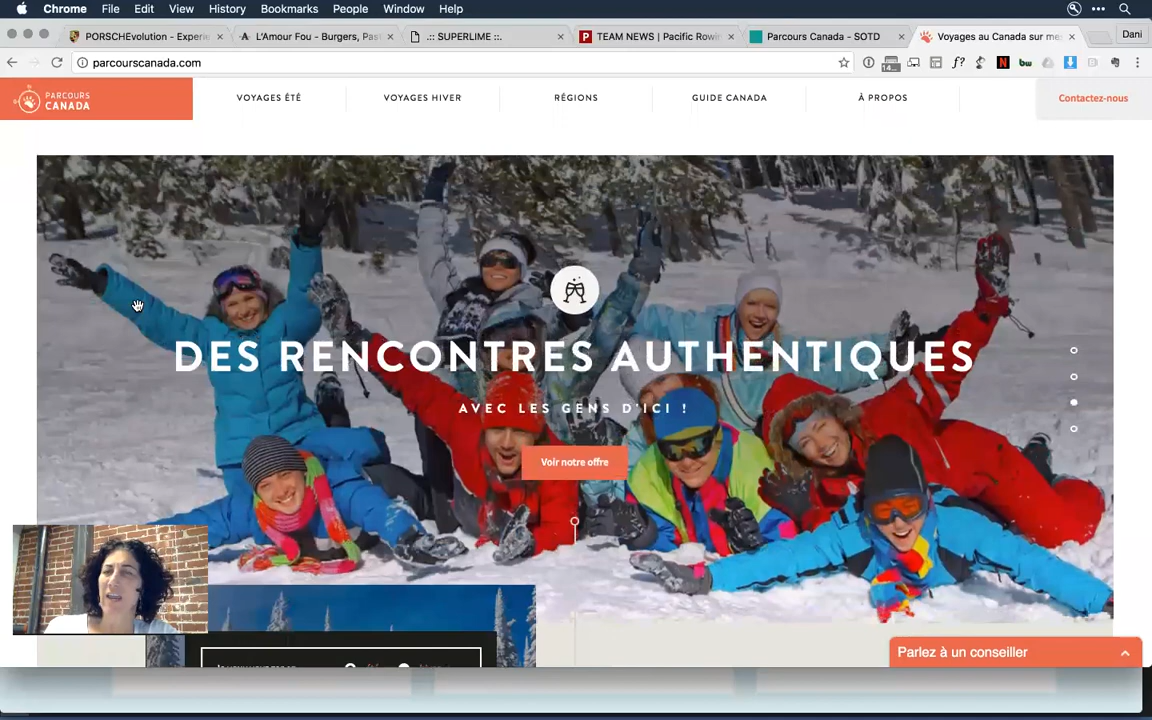 Chrome File Edit View History Bookmarks People Window Help
PORSCHEvolution - Experie
L'Amour Fou - Burgers, Past
.:: SUPERLIME ::.
TEAM NEWS | Pacific Rowin
Parcours Canada - SOTD
Voyages au Canada sur me
Dani
parcourscanada.com
PARCOURS
CANADA
VOYAGES ÉTÉ
VOYAGES HIVER
RÉGIONS
GUIDE CANADA
À PROPOS
Contactez-nous
DES RENCONTRES AUTHENTIQUES
AVEC LES GENS D'ICI !
Voir notre offre
Parlez à un conseiller